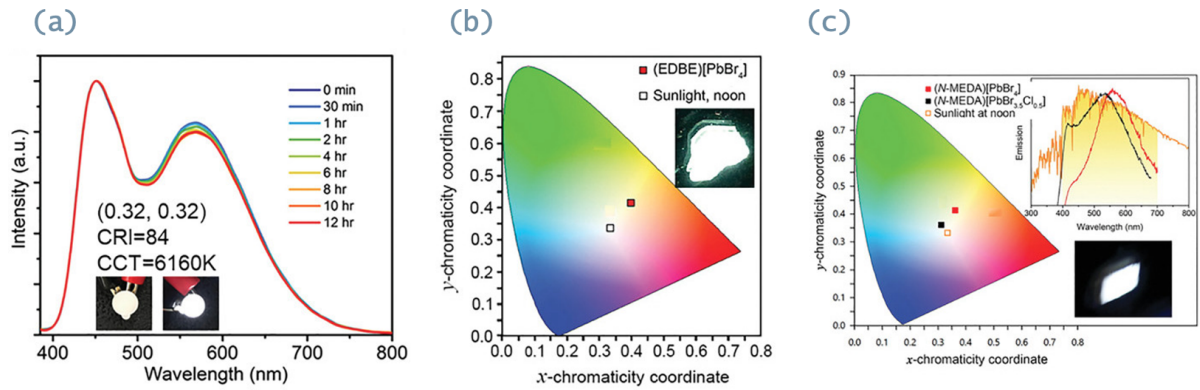 (a)
Intensity (a.u.)
0 min
30 min
1 hr
2 hr
4 hr
6 hr
8 hr
10 hr
12 hr
(0.32, 0.32)
CRI=84
CCT=6160K
400 500 600 700 800
Wavelength (nm)
(b)
y-chromaticity coordinate
0.9
0.8
0.7
0.6
0.5
0.4
0.3
0.2
0.1
0.0
(EDBE)[PbBr4]
Sunlight, noon
0.0 0.1 0.2 0.3 0.4 0.5 0.6 0.7 0.8
x-chromaticity coordinate
(c)
y-chromaticity coordinate
0.9
0.8
0.7
0.6
0.5
0.4
0.3
0.2
0.1
0.0
(N-MEDA)[PbBr4]
(N-MEDA)[PbBr3.5Cl0.5]
Sunlight at noon
Emission
300 400 500 600 700 800
Wavelength (nm)
0.0 0.1 0.2 0.3 0.4 0.5 0.6 0.7 0.8
x-chromaticity coordinate